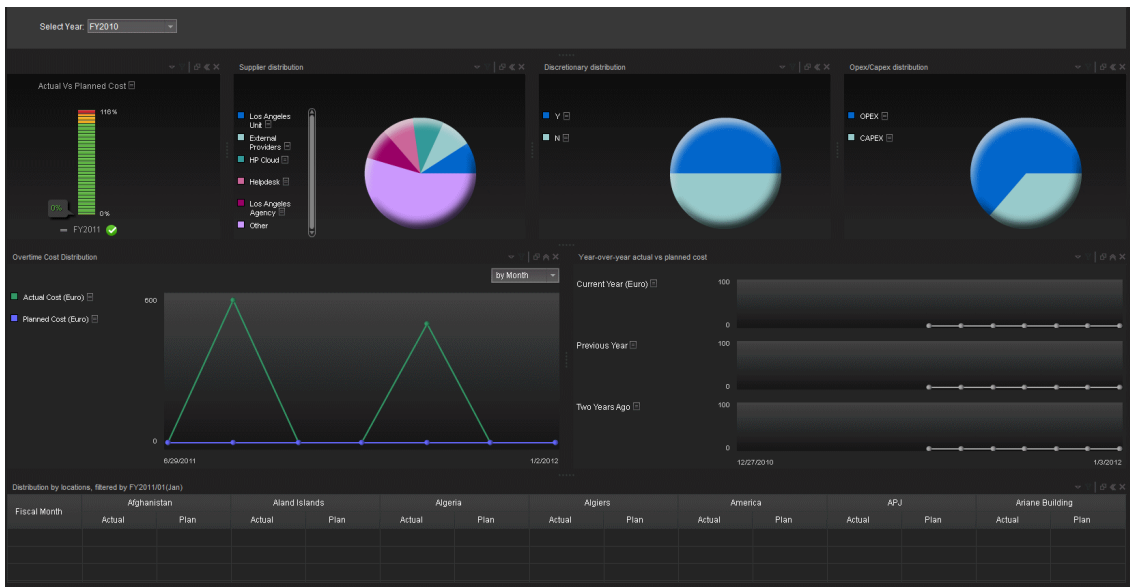 Select Year: FY2010
Actual Vs Planned Cost
116%
0%
0%
FY2011
Supplier distribution
Los Angeles
Unit
External
Providers
HP Cloud
Helpdesk
Los Angeles
Agency
Other
Discretionary distribution
Y
N
Opex/Capex distribution
OPEX
CAPEX
Overtime Cost Distribution
by Month
Actual Cost (Euro)
Planned Cost (Euro)
600
0
6/29/2011 1/2/2012
Year-over-year actual vs planned cost
Current Year (Euro)
100
0
Previous Year
100
0
Two Years Ago
100
0
12/27/2010 1/3/2012
Distribution by locations, filtered by FY2011/01(Jan)
Fiscal Month Afghanistan Aland Islands Algeria Algiers America APJ Ariane Building
Actual Plan Actual Plan Actual Plan Actual Plan Actual Plan Actual Plan Actual Plan